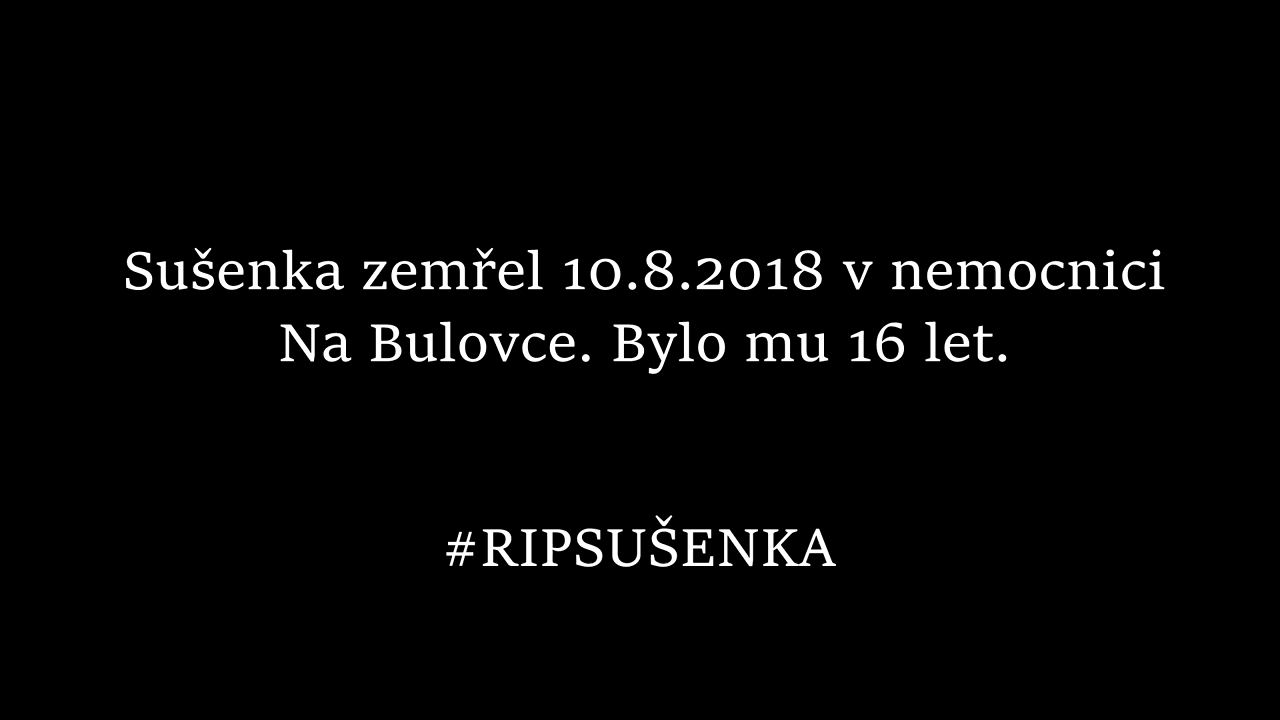 Sušenka zemřel 10.8.2018 v nemocnici
Na Bulovce. Bylo mu 16 let.
#RIPSUŠENKA